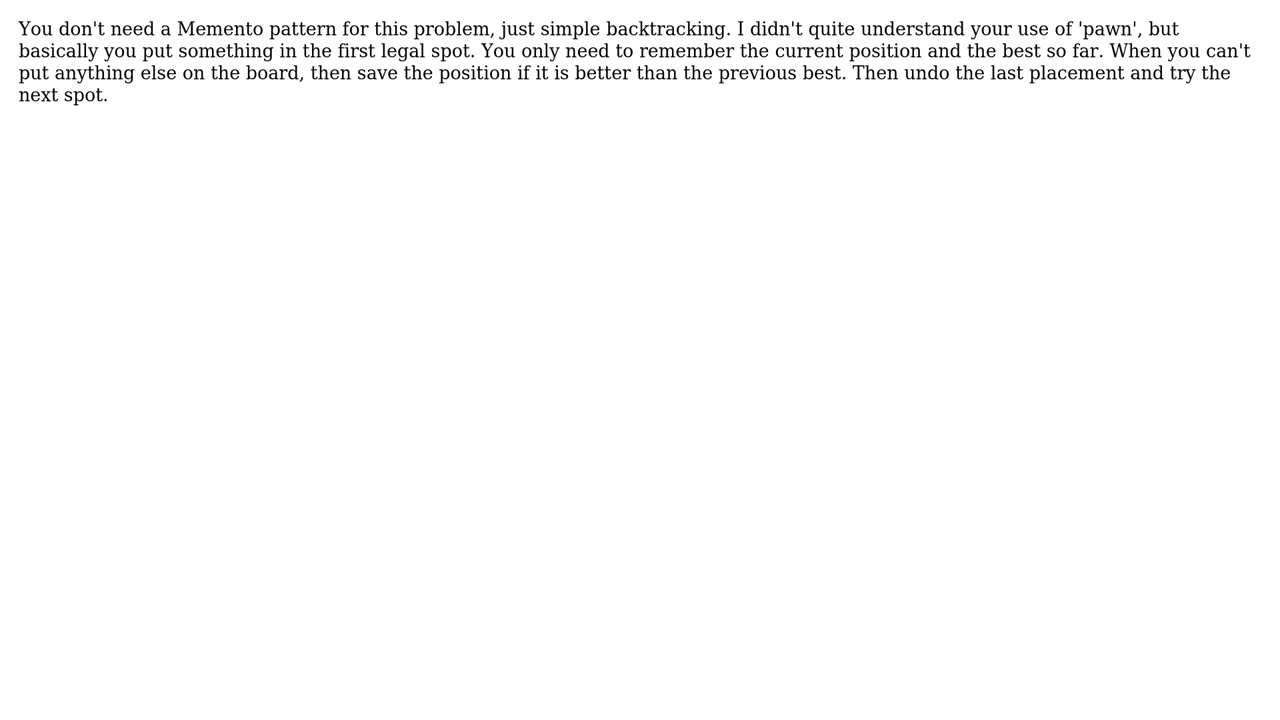 You don't need a Memento pattern for this problem, just simple backtracking. I didn't quite understand your use of 'pawn', but
basically you put something in the first legal spot. You only need to remember the current position and the best so far. When you can't
put anything else on the board, then save the position if it is better than the previous best. Then undo the last placement and try the
next spot.